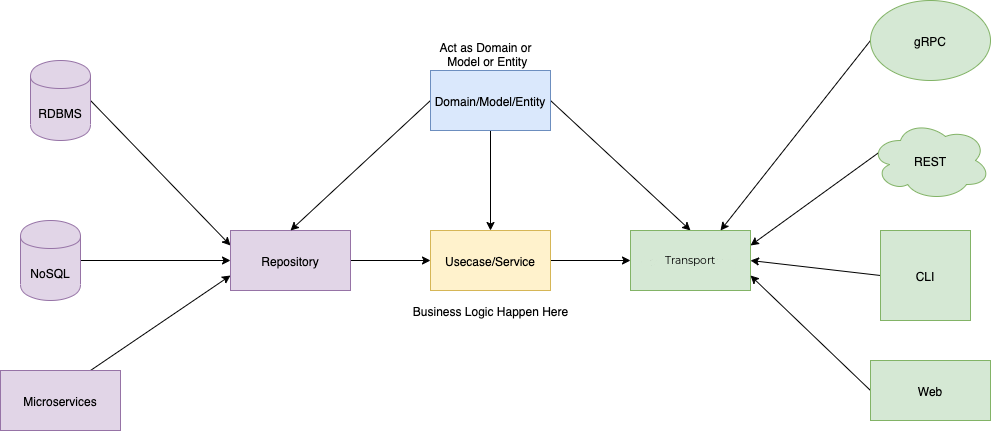 gRPC
Act as Domain or
Model or Entity
Domain/Model/Entity
RDBMS
REST
NoSQL
Repository
Usecase/Service
Transport
CLI
Business Logic Happen Here
Microservices
Web